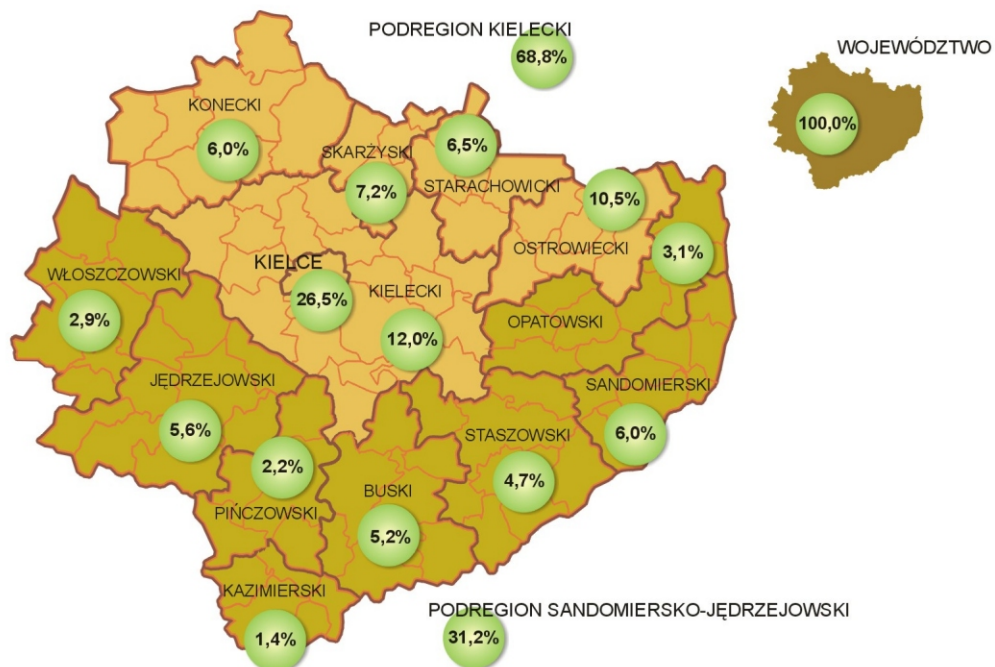 PODREGION KIELECKI
68,8%
WOJEWÓDZTWO
100,0%
KONECKI
6,0%
SKARŻYSKI
7,2%
6,5%
STARACHOWICKI
10,5%
OSTROWIECKI
3,1%
OPATOWSKI
WŁOSZCZOWSKI
2,9%
KIELCE
26,5%
KIELECKI
12,0%
JĘDRZEJOWSKI
5,6%
SANDOMIERSKI
6,0%
STASZOWSKI
4,7%
2,2%
PIŃCZOWSKI
BUSKI
5,2%
KAZIMIERSKI
1,4%
PODREGION SANDOMIERSKO-JĘDRZEJOWSKI
31,2%